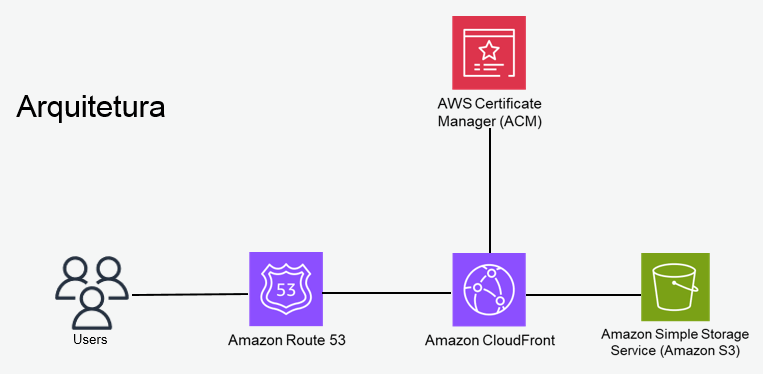 AWS Certificate
Manager (ACM)
Arquitetura
53
Users
Amazon Route 53
Amazon CloudFront
Amazon Simple Storage
Service (Amazon S3)